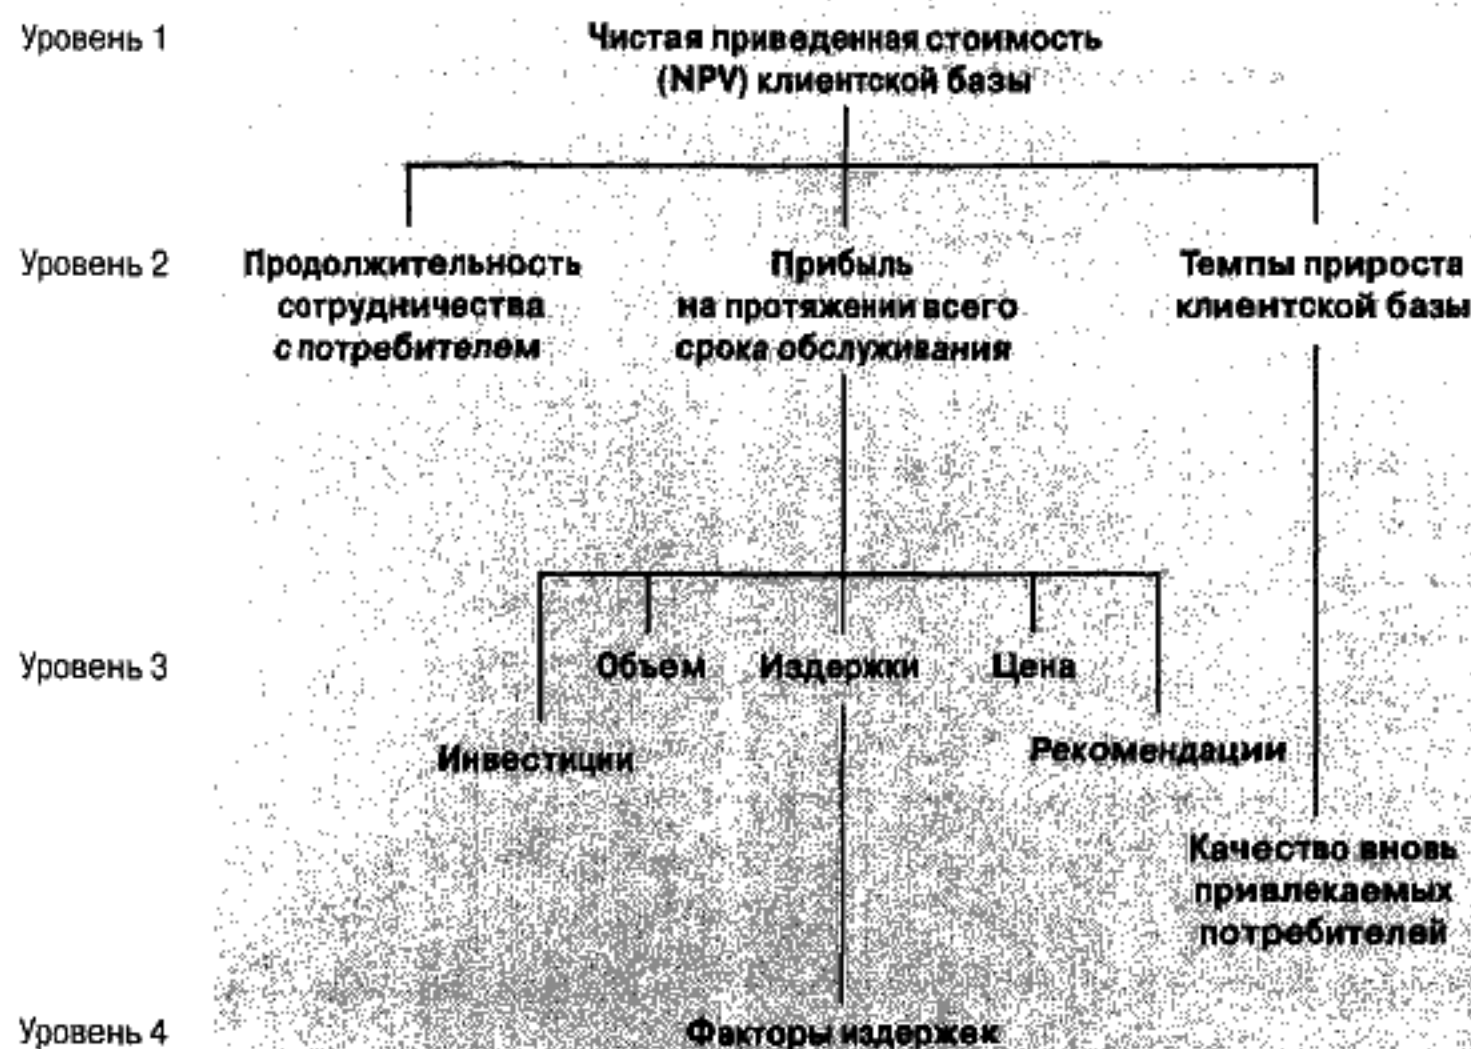 Уровень 1
Чистая приведенная стоимость
(NPV) клиентской базы
Уровень 2
Продолжительность
сотрудничества
с потребителем
Прибыль
на протяжении всего
срока обслуживания
Темпы прироста
клиентской базы
Уровень 3
Объем
Издержки
Цена
Инвестиции
Рекомендации
Качество вновь
привлекаемых
потребителей
Уровень 4
Факторы издержек